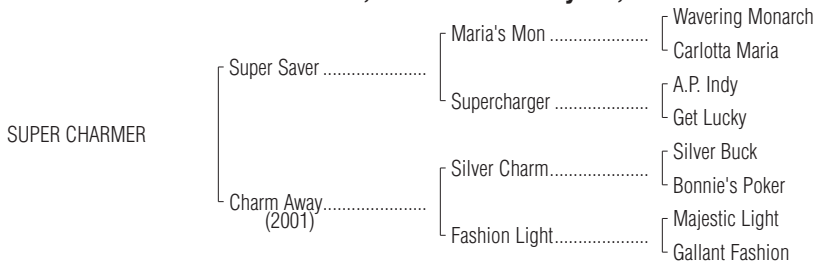 Wavering Monarch
Maria's Mon ....................
Carlotta Maria
Super Saver ......................
A.P. Indy
Supercharger ...................
Get Lucky
SUPER CHARMER
Silver Buck
Silver Charm....................
Bonnie's Poker
Charm Away......................
(2001)
Majestic Light
Fashion Light...................
Gallant Fashion